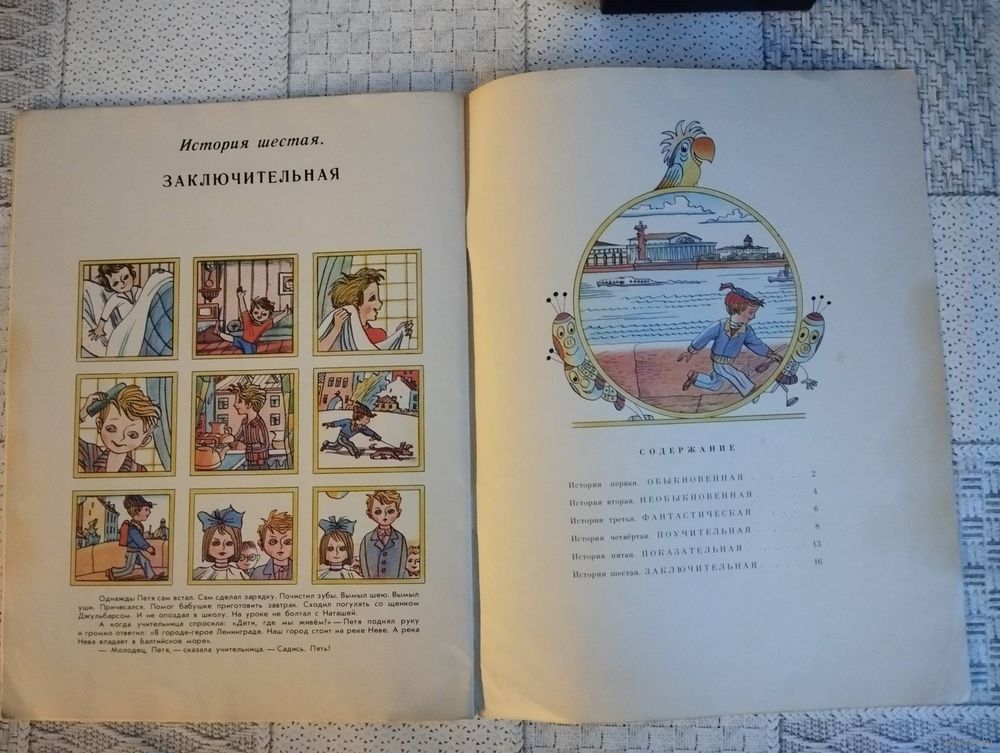 История шестая.
ЗАКЛЮЧИТЕЛЬНАЯ
Однажды Петя сам встал. Сам сделал зарядку. Почистил зубы. Вымыл шею. Вымыл
уши. Причесался. Помог бабушке приготовить завтрак. Сходил погулять со щенком
Джульбарсом. И не опоздал в школу. На уроке не болтал с Наташей.
А когда учительница спросила: «Дети, где мы живём?» — Петя поднял руку
и громко ответил: «В городе-герое Ленинграде. Наш город стоит на реке Неве. А река
Нева впадает в Балтийское море».
— Молодец, Петя, — сказала учительница. — Садись. Пять!
СОДЕРЖАНИЕ
История первая. ОБЫКНОВЕННАЯ . . . . . 2
История вторая. НЕОБЫКНОВЕННАЯ . . . . 4
История третья. ФАНТАСТИЧЕСКАЯ . . . . 6
История четвёртая. ПОУЧИТЕЛЬНАЯ . . . . 8
История пятая. ПОКАЗАТЕЛЬНАЯ . . . . . 13
История шестая. ЗАКЛЮЧИТЕЛЬНАЯ . . . . 16